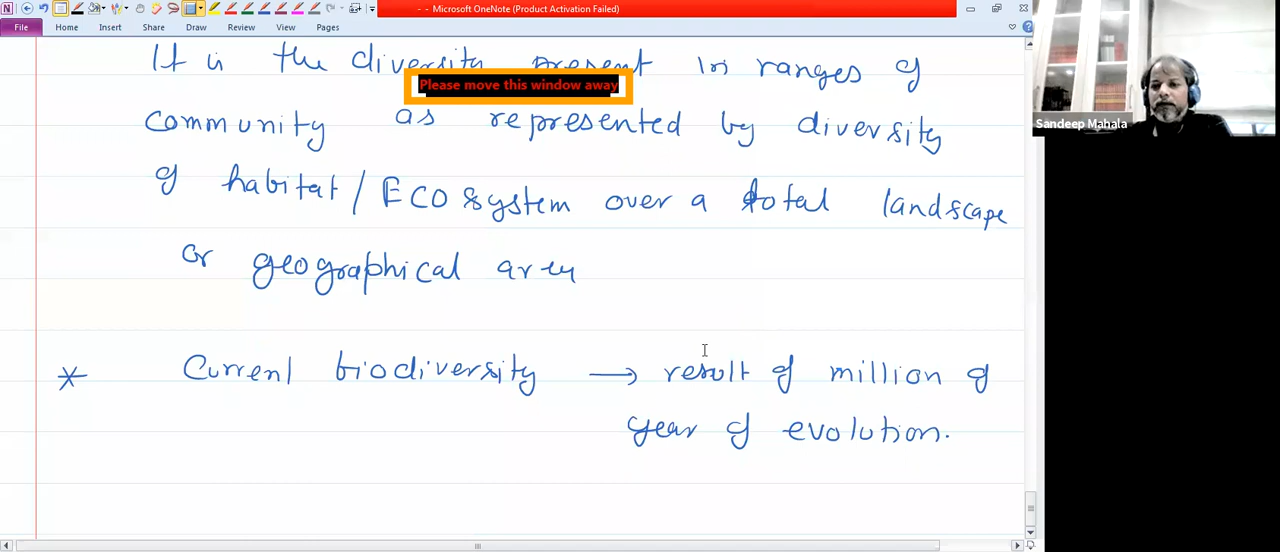 - - Microsoft OneNote (Product Activation Failed)
File Home Insert Share Draw Review View Pages
It is the diversity present in ranges of
Please move this window away
community as represented by diversity
of habitat / ECO system over a total landscape
or geographical area
* Current biodiversity → result of million of
year of evolution.
Sandeep Mahala